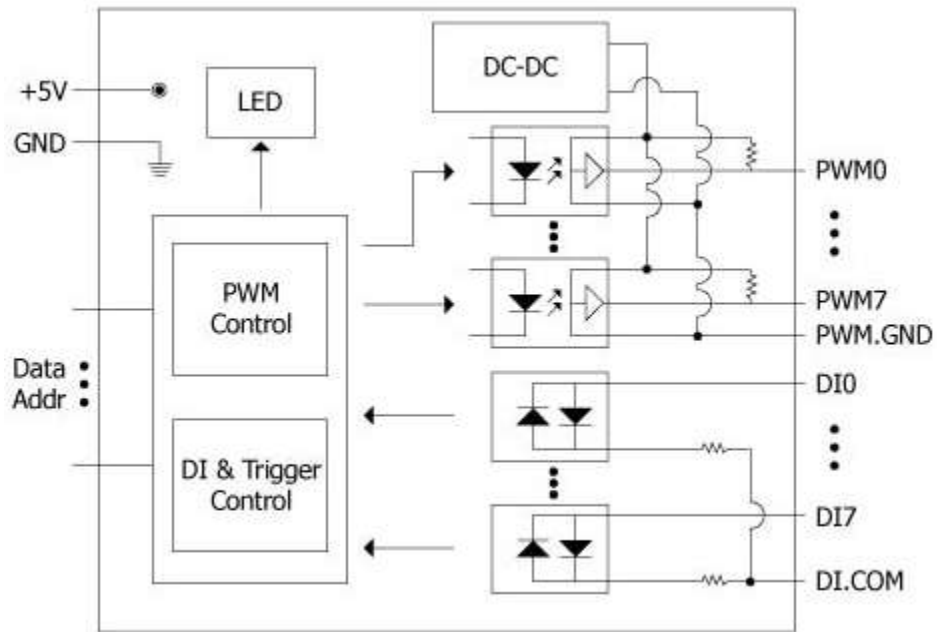 DC-DC
+5V
LED
GND
PWM0
PWM
Control
PWM7
PWM.GND
Data
Addr
DI0
DI & Trigger
Control
DI7
DI.COM